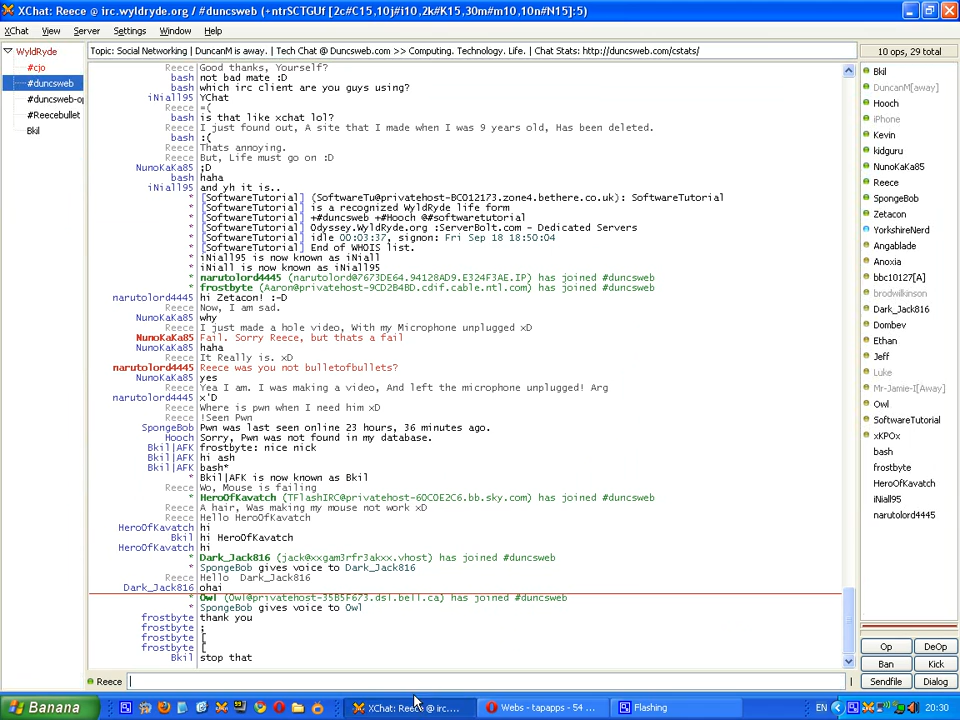 XChat: Reece @ irc.wyldryde.org / #duncsweb (+ntrSCTGUf [2c#C15,10j#i10,2k#K15,30m#m10,10n#N15]:5)
XChat View Server Settings Window Help
WyldRyde
#cjo
#duncsweb
#duncsweb-op
#Reecebullet
Bkil
Topic: Social Networking | DuncanM is away. | Tech Chat @ Duncsweb.com >> Computing. Technology. Life. | Chat Stats: http://duncsweb.com/cstats/
10 ops, 29 total
Reece Good thanks, Yourself?
bash not bad mate :D
bash which irc client are you guys using?
iNiall95 YChat
Reece =(
bash is that like xchat lol?
Reece I just found out, A site that I made when I was 9 years old, Has been deleted.
bash :(
Reece Thats annoying.
Reece But, Life must go on :D
NunoKaKa85 ;D
bash haha
iNiall95 and yh it is..
* [SoftwareTutorial] (SoftwareTu@privatehost-BC012173.zone4.bethere.co.uk): SoftwareTutorial
* [SoftwareTutorial] is a recognized WyldRyde life form
* [SoftwareTutorial] +#duncsweb +#Hooch @#softwaretutorial
* [SoftwareTutorial] Odyssey.WyldRyde.org :ServerBolt.com - Dedicated Servers
* [SoftwareTutorial] idle 00:03:37, signon: Fri Sep 18 18:50:04
* [SoftwareTutorial] End of WHOIS list.
* iNiall95 is now known as iNiall
* iNiall is now known as iNiall95
* narutolord4445 (narutolord@7673DE64.94128AD9.E324F3AE.IP) has joined #duncsweb
* frostbyte (Aaron@privatehost-9CD2B4BD.cdif.cable.ntl.com) has joined #duncsweb
narutolord4445 hi Zetacon! :-D
Reece Now, I am sad.
NunoKaKa85 why
Reece I just made a hole video, With my Microphone unplugged xD
NunoKaKa85 Fail. Sorry Reece, but thats a fail
NunoKaKa85 haha
Reece It Really is. xD
narutolord4445 Reece was you not bulletofbullets?
NunoKaKa85 yes
Reece Yea I am. I was making a video, And left the microphone unplugged! Arg
narutolord4445 x'D
Reece Where is pwn when I need him xD
Reece !Seen Pwn
SpongeBob Pwn was last seen online 23 hours, 36 minutes ago.
Hooch Sorry, Pwn was not found in my database.
Bkil|AFK frostbyte: nice nick
Bkil|AFK hi ash
Bkil|AFK bash*
* Bkil|AFK is now known as Bkil
Reece Wo, Mouse is failing
* HeroOfKavatch (TFlashIRC@privatehost-6DC0E2C6.bb.sky.com) has joined #duncsweb
Reece A hair, Was making my mouse not work xD
Reece Hello HeroOfKavatch
HeroOfKavatch hi
Bkil hi HeroOfKavatch
HeroOfKavatch hi
* Dark_Jack816 (jack@xxgam3rfr3akxx.vhost) has joined #duncsweb
* SpongeBob gives voice to Dark_Jack816
Reece Hello Dark_Jack816
Dark_Jack816 ohai
* Owl (Owl@privatehost-35B5F673.dsl.bell.ca) has joined #duncsweb
* SpongeBob gives voice to Owl
frostbyte thank you
frostbyte ;
frostbyte [
frostbyte [
Bkil stop that
Bkil
DuncanM[away]
Hooch
iPhone
Kevin
kidguru
NunoKaKa85
Reece
SpongeBob
Zetacon
YorkshireNerd
Angablade
Anoxia
bbc10127[A]
brodwilkinson
Dark_Jack816
Dombev
Ethan
Jeff
Luke
Mr-Jamie-I[Away]
Owl
SoftwareTutorial
xKPOx
bash
frostbyte
HeroOfKavatch
iNiall95
narutolord4445
Op DeOp
Ban Kick
Sendfile Dialog
Reece
Banana
XChat: Reece @ irc....
Webs - tapapps - 54 ...
Flashing
EN
20:30